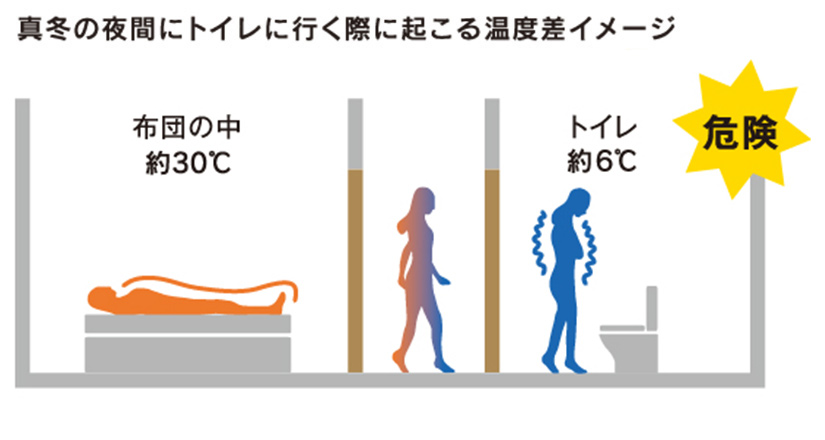 真冬の夜間にトイレに行く際に起こる温度差イメージ
布団の中
約30℃
トイレ
約6℃
危険